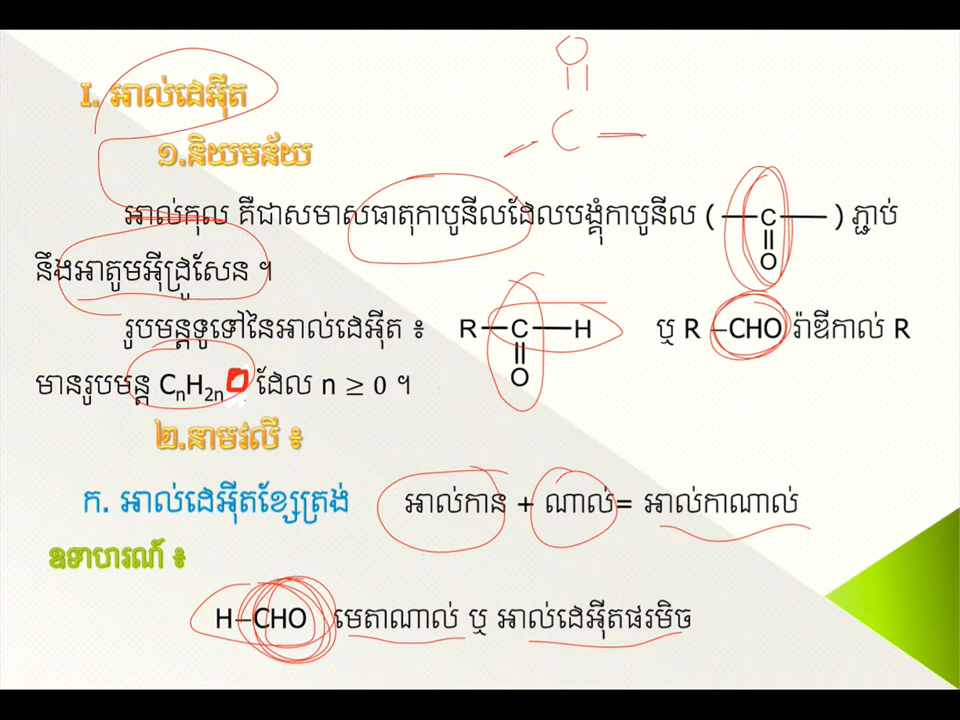 O
||
– C —
I. អាល់ដេអ៊ីត
១.និយមន័យ
អាល់កុល គឺជាសមាសធាតុកាបូនីលដែលបង្គុំកាបូនីល ( —C— ) ភ្ជាប់
||
O
នឹងអាតូមអ៊ីដ្រូសែន ។
រូបមន្តទូទៅនៃអាល់ដេអ៊ីត ៖ R—C—H ឬ R –CHO រ៉ាឌីកាល់ R
||
O
មានរូបមន្ត CnH2nO ដែល n ≥ 0 ។
២.នាមវលី ៖
ក. អាល់ដេអ៊ីតខ្សែត្រង់ អាល់កាន + ណាល់= អាល់កាណាល់
ឧទាហរណ៍ ៖
H–CHO មេតាណាល់ ឬ អាល់ដេអ៊ីតផរមិច